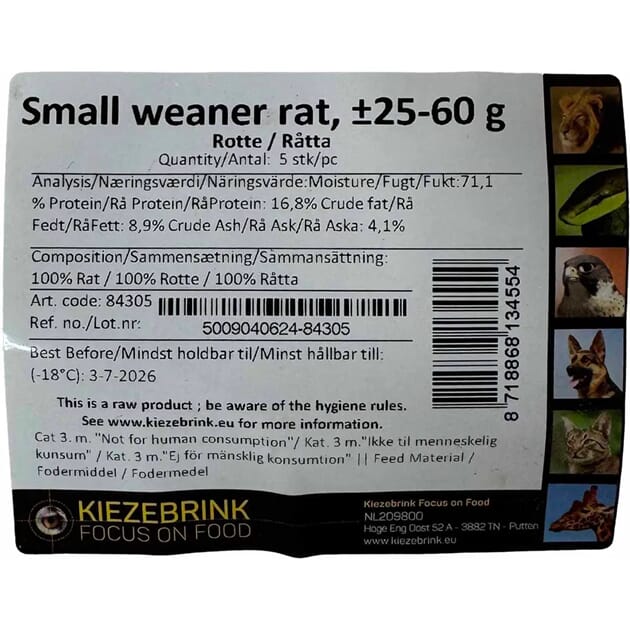 Small weaner rat, ±25-60 g
Rotte / Råtta
Quantity/Antal: 5 stk/pc
Analysis/Næringsværdi/Näringsvärde:Moisture/Fugt/Fukt:71,1
% Protein/Rå Protein/RåProtein: 16,8% Crude fat/Rå
Fedt/RåFett: 8,9% Crude Ash/Rå Ask/Rå Aska: 4,1%
Composition/Sammensætning/Sammansättning:
100% Rat / 100% Rotte / 100% Råtta
Art. code: 84305
Ref. no./Lot.nr:
5009040624-84305
8 718868 134554
Best Before/Mindst holdbar til/Minst hållbar till:
(-18°C): 3-7-2026
This is a raw product ; be aware of the hygiene rules.
See www.kiezebrink.eu for more information.
Cat 3. m. "Not for human consumption"/ Kat. 3 m."Ikke til menneskelig
kunsum" / Kat. 3 m."Ej för mänsklig konsumtion" || Feed Material /
Fodermiddel / Fodermedel
KIEZEBRINK
FOCUS ON FOOD
Kiezebrink Focus on Food
NL209800
Hoge Eng Oost 52 A - 3882 TN - Putten
www.kiezebrink.eu